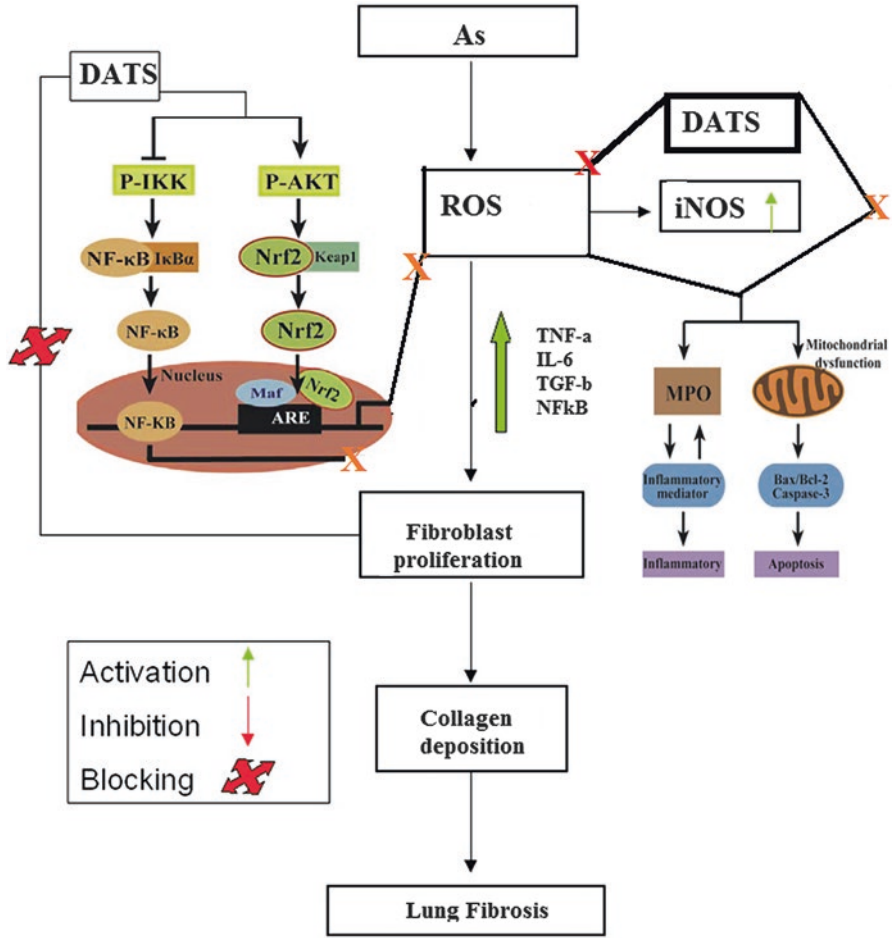 As
DATS
DATS
P-IKK
P-AKT
ROS
iNOS
X
X
X
NF-κB
IκBα
Nrf2
Keap1
NF-κB
Nrf2
TNF-a
IL-6
TGF-b
NFkB
Mitochondrial
dysfunction
Nucleus
Maf
Nrf2
MPO
NF-KB
ARE
X
Inflammatory
mediator
Bax/Bcl-2
Caspase-3
Fibroblast
proliferation
Inflammatory
Apoptosis
Activation
Inhibition
Blocking
Collagen
deposition
Lung Fibrosis